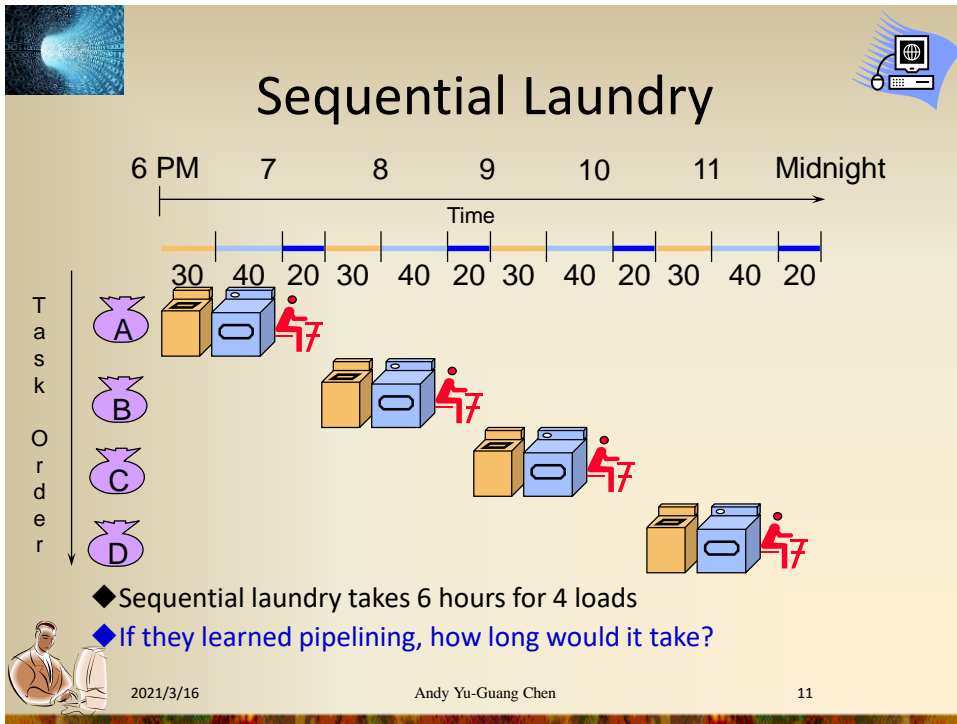 Sequential Laundry
6 PM 7 8 9 10 11 Midnight
Time
30 40 20 30 40 20 30 40 20 30 40 20
Task Order
A
B
C
D
◆Sequential laundry takes 6 hours for 4 loads
◆If they learned pipelining, how long would it take?
2021/3/16 Andy Yu-Guang Chen 11